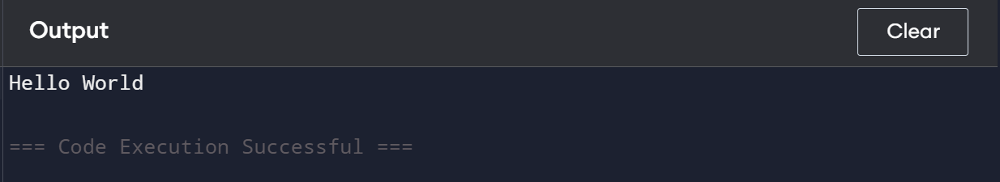 Output
Clear
Hello World
=== Code Execution Successful ===